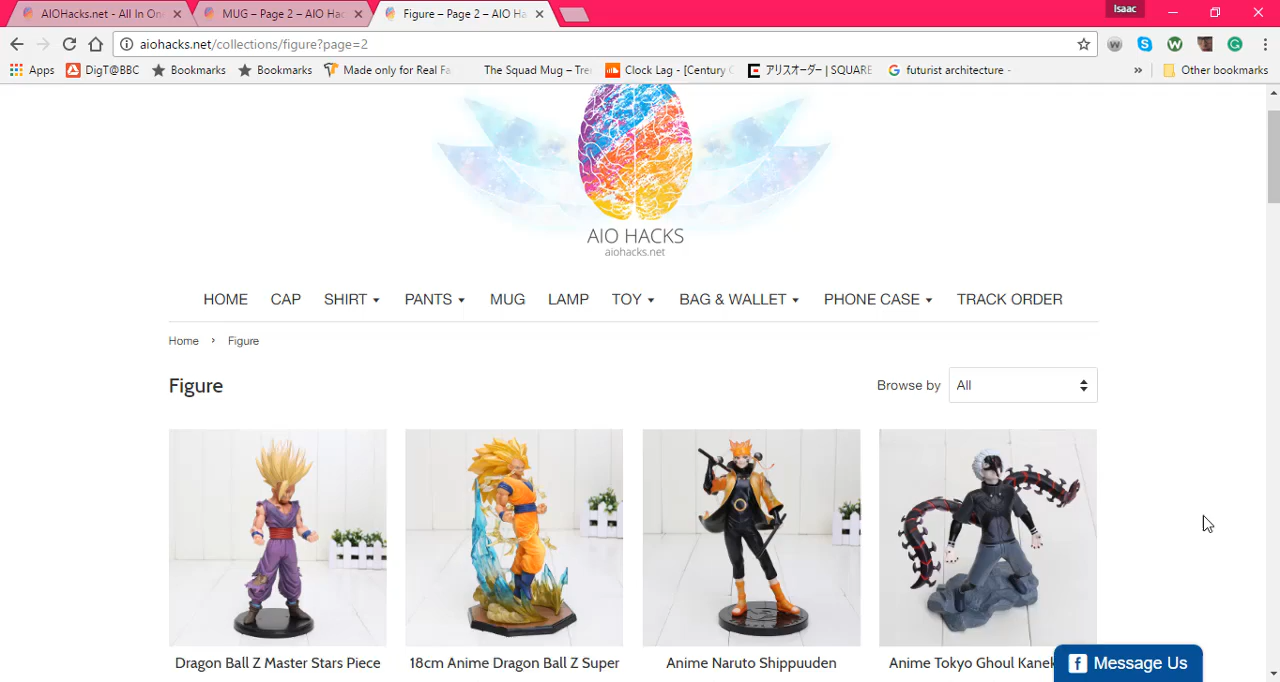 Isaac
AIOHacks.net - All In On
MUG – Page 2 – AIO Hac
Figure – Page 2 – AIO Ha
aiohacks.net/collections/figure?page=2
Apps
DigT@BBC
Bookmarks
Bookmarks
Made only for Real Fa
The Squad Mug – Tre
Clock Lag - [Century
アリスオーダー | SQUARE
futurist architecture -
»
Other bookmarks
AIO HACKS
aiohacks.net
HOME
CAP
SHIRT
PANTS
MUG
LAMP
TOY
BAG & WALLET
PHONE CASE
TRACK ORDER
Home › Figure
Figure
Browse by
All
Dragon Ball Z Master Stars Piece
18cm Anime Dragon Ball Z Super
Anime Naruto Shippuuden
Anime Tokyo Ghoul Kanek
Message Us